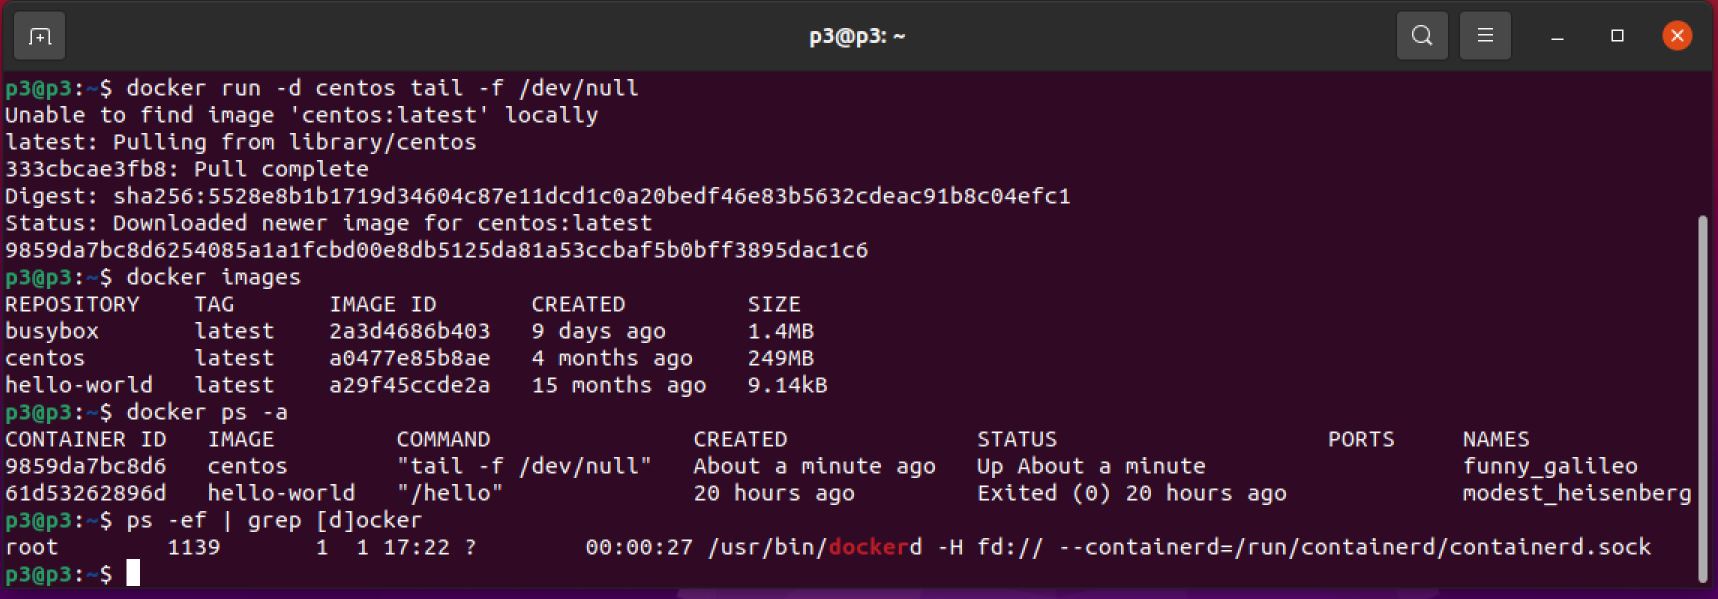 p3@p3: ~
p3@p3:~$ docker run -d centos tail -f /dev/null
Unable to find image 'centos:latest' locally
latest: Pulling from library/centos
333cbcae3fb8: Pull complete
Digest: sha256:5528e8b1b1719d34604c87e11dcd1c0a20bedf46e83b5632cdeac91b8c04efc1
Status: Downloaded newer image for centos:latest
9859da7bc8d6254085a1a1fcbd00e8db5125da81a53ccbaf5b0bff3895dac1c6
p3@p3:~$ docker images
REPOSITORY    TAG       IMAGE ID       CREATED         SIZE
busybox       latest    2a3d4686b403   9 days ago      1.4MB
centos        latest    a0477e85b8ae   4 months ago    249MB
hello-world   latest    a29f45ccde2a   15 months ago   9.14kB
p3@p3:~$ docker ps -a
CONTAINER ID   IMAGE         COMMAND               CREATED              STATUS                    PORTS     NAMES
9859da7bc8d6   centos        "tail -f /dev/null"   About a minute ago   Up About a minute                   funny_galileo
61d53262896d   hello-world   "/hello"              20 hours ago         Exited (0) 20 hours ago             modest_heisenberg
p3@p3:~$ ps -ef | grep [d]ocker
root        1139       1  1 17:22 ?        00:00:27 /usr/bin/dockerd -H fd:// --containerd=/run/containerd/containerd.sock
p3@p3:~$